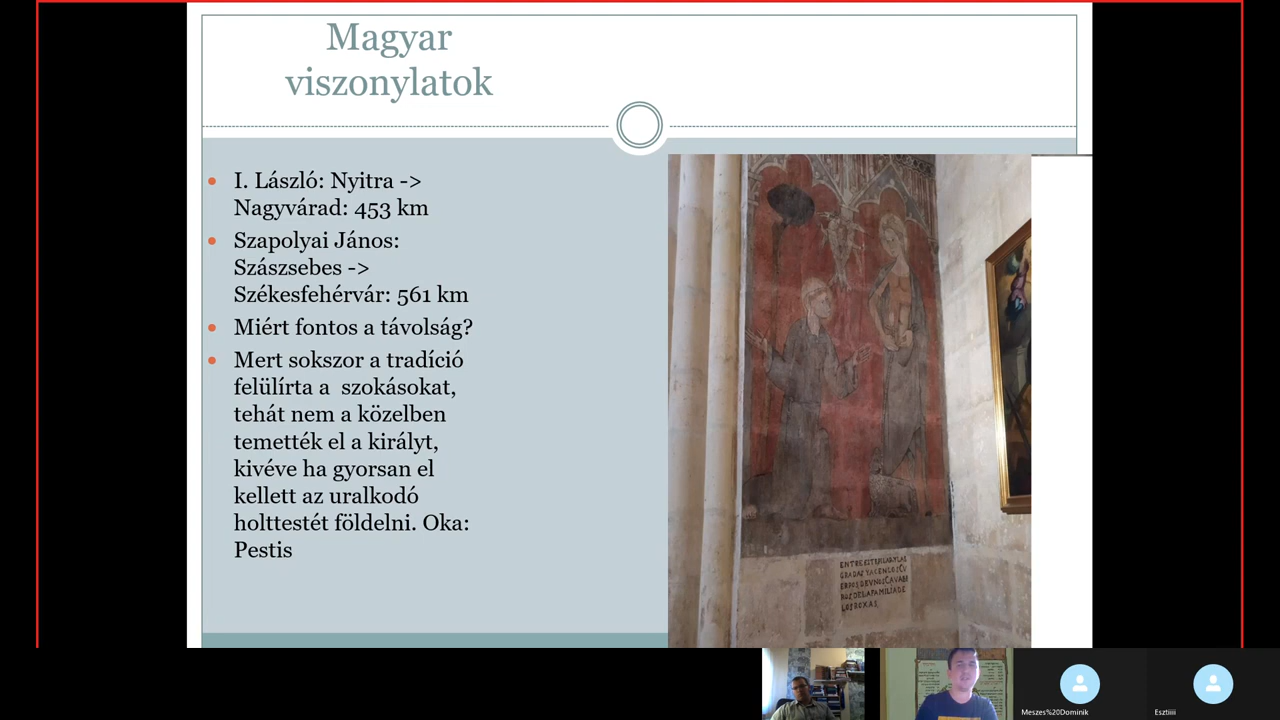 Magyar
viszonylatok
I. László: Nyitra ->
Nagyvárad: 453 km
Szapolyai János:
Szászsebes ->
Székesfehérvár: 561 km
Miért fontos a távolság?
Mert sokszor a tradíció
felülírta a  szokásokat,
tehát nem a közelben
temették el a királyt,
kivéve ha gyorsan el
kellett az uralkodó
holttestét földelni. Oka:
Pestis
LOS BOXAS
Meszes%20Dominik
Esztiiii